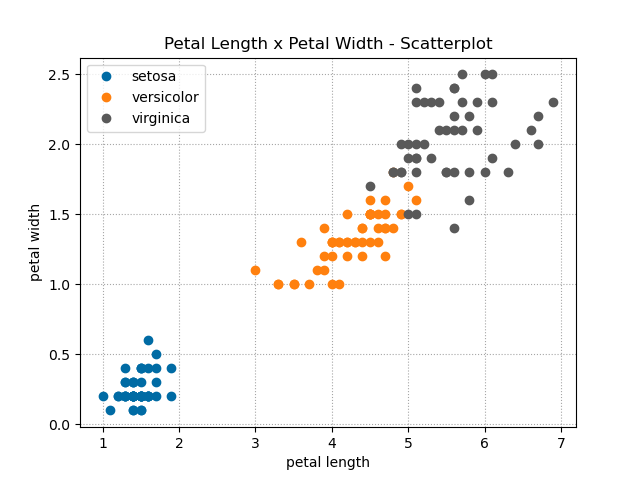 Petal Length x Petal Width - Scatterplot
setosa
versicolor
virginica
2.5
2.0
1.5
1.0
0.5
0.0
petal width
1 2 3 4 5 6 7
petal length